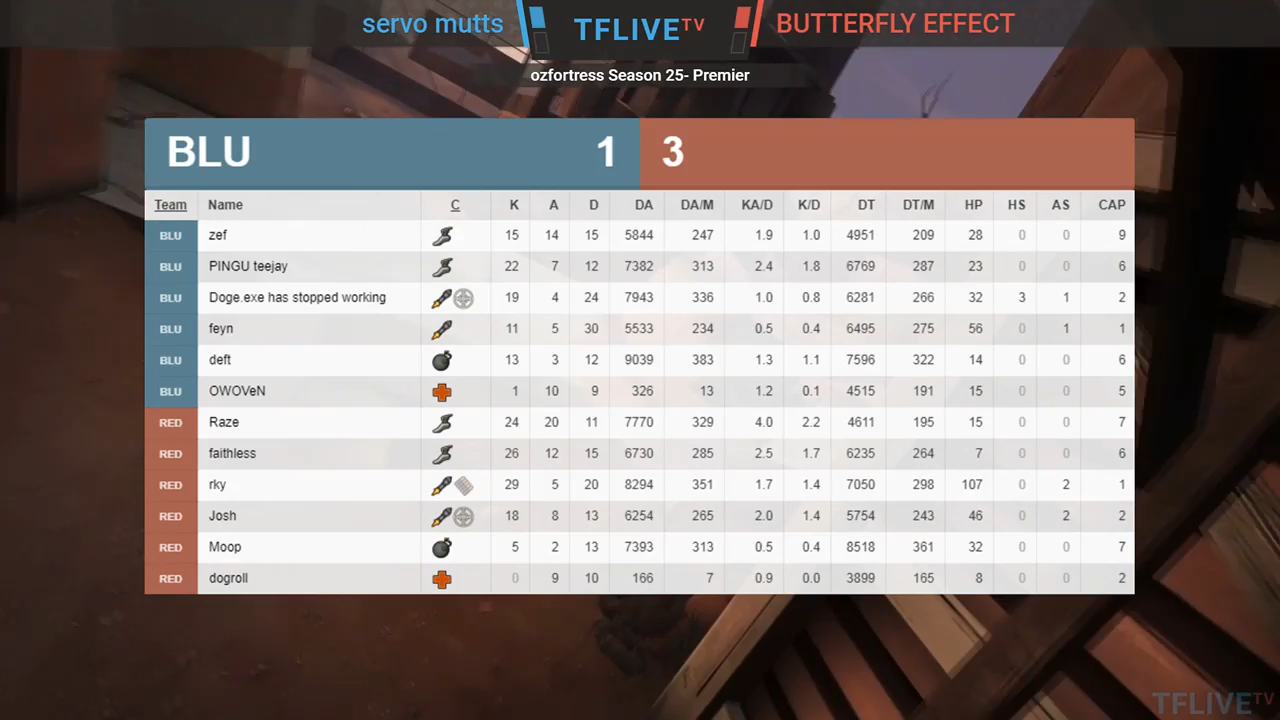 servo mutts TFLIVETV BUTTERFLY EFFECT
ozfortress Season 25- Premier
BLU 1 3
Team Name C K A D DA DA/M KA/D K/D DT DT/M HP HS AS CAP
BLU zef 15 14 15 5844 247 1.9 1.0 4951 209 28 0 0 9
BLU PINGU teejay 22 7 12 7382 313 2.4 1.8 6769 287 23 0 0 6
BLU Doge.exe has stopped working 19 4 24 7943 336 1.0 0.8 6281 266 32 3 1 2
BLU feyn 11 5 30 5533 234 0.5 0.4 6495 275 56 0 1 1
BLU deft 13 3 12 9039 383 1.3 1.1 7596 322 14 0 0 6
BLU OWOVeN 1 10 9 326 13 1.2 0.1 4515 191 15 0 0 5
RED Raze 24 20 11 7770 329 4.0 2.2 4611 195 15 0 0 7
RED faithless 26 12 15 6730 285 2.5 1.7 6235 264 7 0 0 6
RED rky 29 5 20 8294 351 1.7 1.4 7050 298 107 0 2 1
RED Josh 18 8 13 6254 265 2.0 1.4 5754 243 46 0 2 2
RED Moop 5 2 13 7393 313 0.5 0.4 8518 361 32 0 0 7
RED dogroll 0 9 10 166 7 0.9 0.0 3899 165 8 0 0 2
TFLIVETV